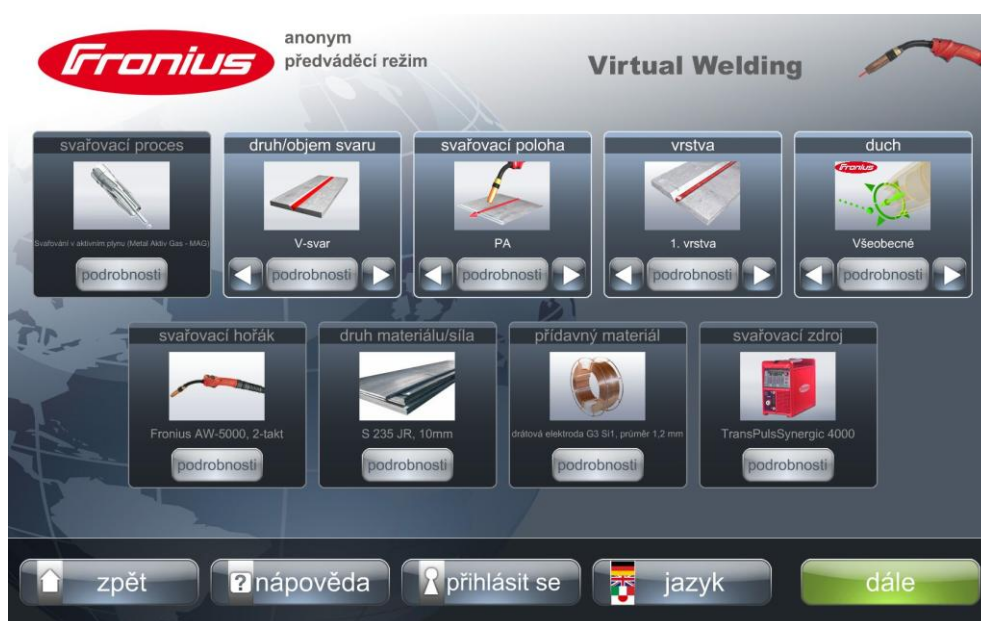 Fronius
anonym
předváděcí režim
Virtual Welding
svařovací proces
Svařování v aktivním plynu (Metal Aktiv Gas - MAG)
podrobnosti
druh/objem svaru
V-svar
podrobnosti
svařovací poloha
PA
podrobnosti
vrstva
1. vrstva
podrobnosti
duch
Fronius
Všeobecné
podrobnosti
svařovací hořák
Fronius AW-5000, 2-takt
podrobnosti
druh materiálu/síla
S 235 JR, 10mm
podrobnosti
přídavný materiál
drátová elektroda G3 Si1, průměr 1,2 mm
podrobnosti
svařovací zdroj
TransPulsSynergic 4000
podrobnosti
zpět
? nápověda
přihlásit se
jazyk
dále